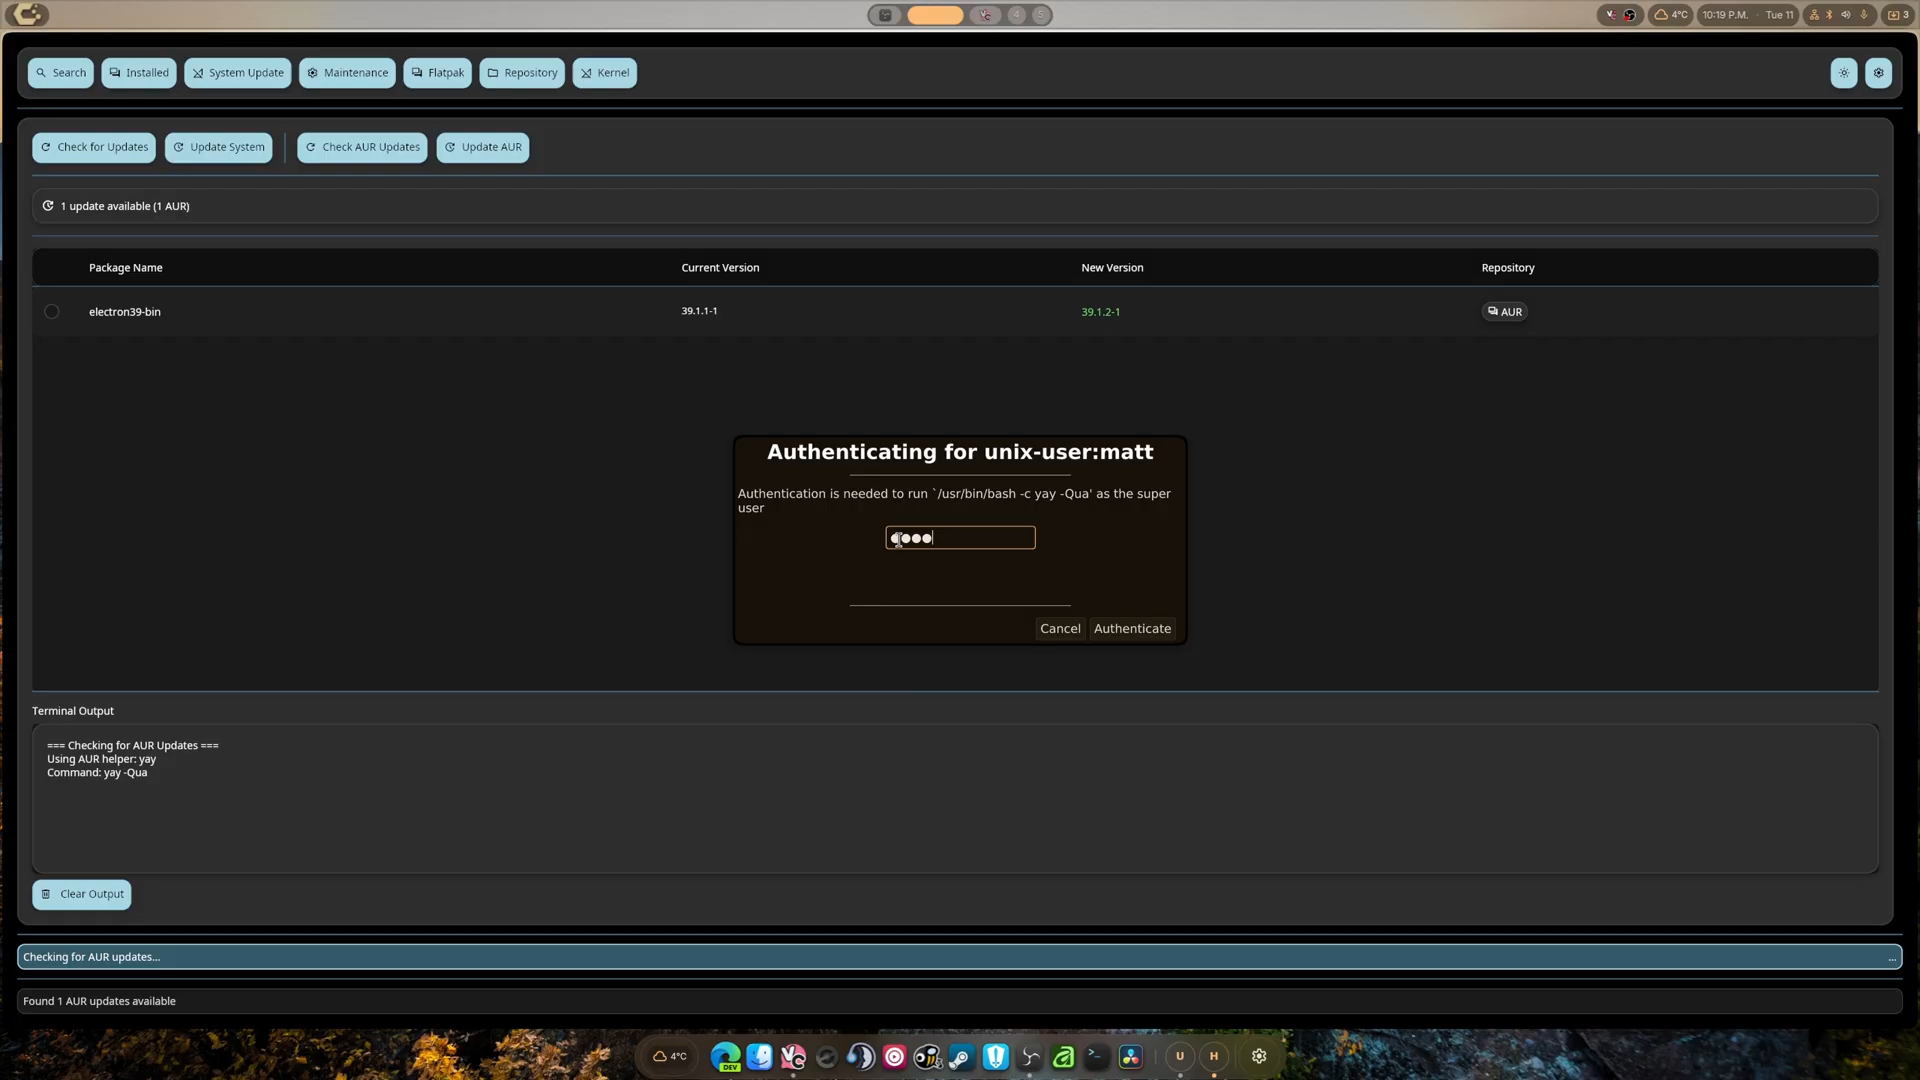 4
5
4°C
10:19 P.M. · Tue 11
3
Search
Installed
System Update
Maintenance
Flatpak
Repository
Kernel
Check for Updates
Update System
Check AUR Updates
Update AUR
1 update available (1 AUR)
Package Name
Current Version
New Version
Repository
electron39-bin
39.1.1-1
39.1.2-1
AUR
Authenticating for unix-user:matt
Authentication is needed to run `/usr/bin/bash -c yay -Qua' as the super
user
Cancel
Authenticate
Terminal Output
=== Checking for AUR Updates ===
Using AUR helper: yay
Command: yay -Qua
Clear Output
Checking for AUR updates...
...
Found 1 AUR updates available
4°C
DEV
U
H